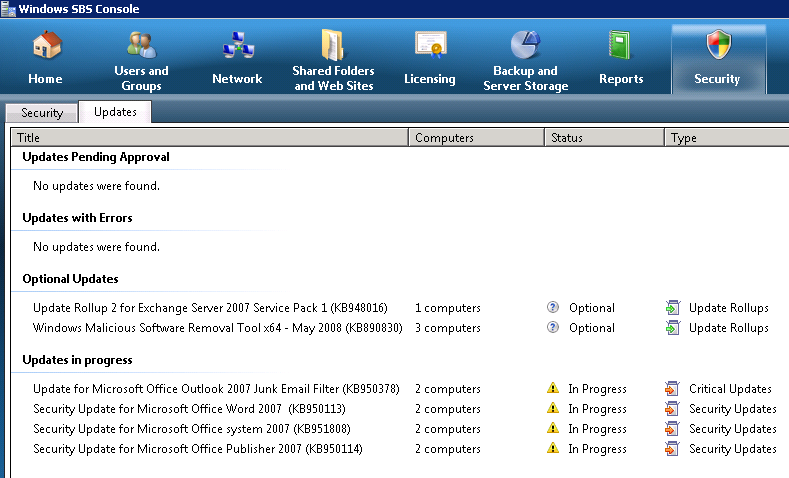 Windows SBS Console
Home
Users and Groups
Network
Shared Folders and Web Sites
Licensing
Backup and Server Storage
Reports
Security
Security Updates
Title Computers Status Type
Updates Pending Approval
No updates were found.
Updates with Errors
No updates were found.
Optional Updates
Update Rollup 2 for Exchange Server 2007 Service Pack 1 (KB948016) 1 computers Optional Update Rollups
Windows Malicious Software Removal Tool x64 - May 2008 (KB890830) 3 computers Optional Update Rollups
Updates in progress
Update for Microsoft Office Outlook 2007 Junk Email Filter (KB950378) 2 computers In Progress Critical Updates
Security Update for Microsoft Office Word 2007 (KB950113) 2 computers In Progress Security Updates
Security Update for Microsoft Office system 2007 (KB951808) 2 computers In Progress Security Updates
Security Update for Microsoft Office Publisher 2007 (KB950114) 2 computers In Progress Security Updates